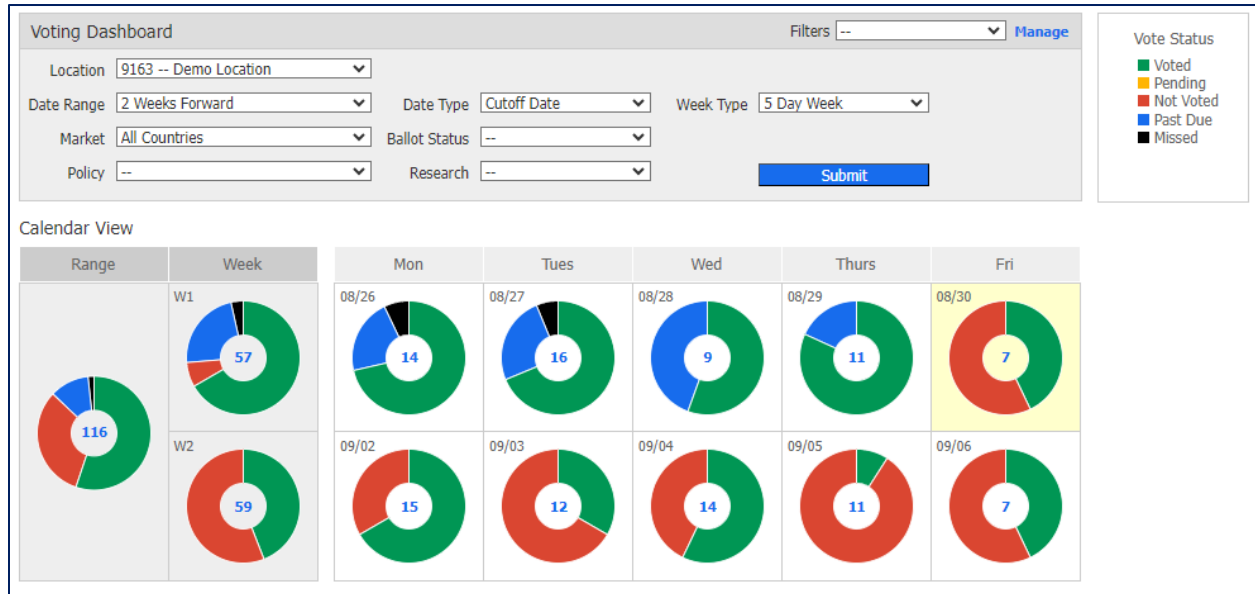 Voting Dashboard Filters -- Manage
Location 9163 -- Demo Location
Date Range 2 Weeks Forward Date Type Cutoff Date Week Type 5 Day Week
Market All Countries Ballot Status --
Policy -- Research -- Submit
Vote Status
Voted
Pending
Not Voted
Past Due
Missed
Calendar View
Range Week Mon Tues Wed Thurs Fri
W1 08/26 08/27 08/28 08/29 08/30
57 14 16 9 11 7
116
W2 09/02 09/03 09/04 09/05 09/06
59 15 12 14 11 7